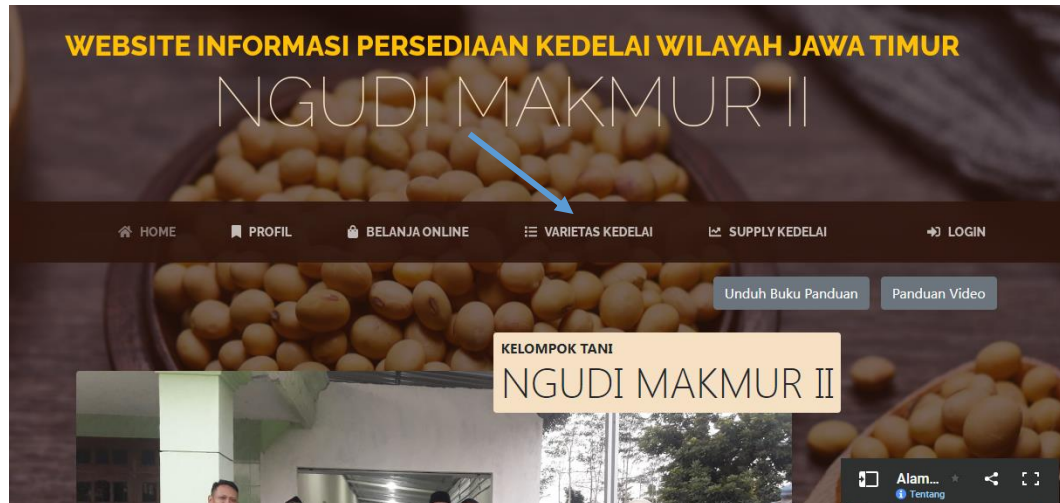 WEBSITE INFORMASI PERSEDIAAN KEDELAI WILAYAH JAWA TIMUR
NGUDI MAKMUR II
HOME PROFIL BELANJA ONLINE VARIETAS KEDELAI SUPPLY KEDELAI LOGIN
Unduh Buku Panduan Panduan Video
KELOMPOK TANI
NGUDI MAKMUR II
Alam...
Tentang